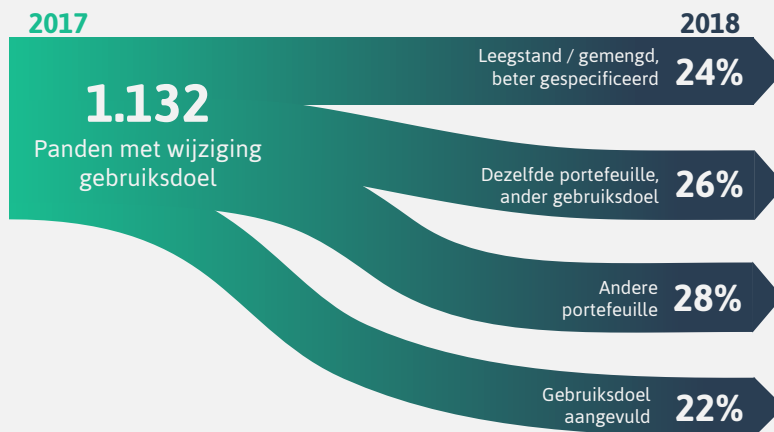 2017
2018
1.132
Panden met wijziging
gebruiksdoel
Leegstand / gemengd,
beter gespecificeerd
24%
Dezelfde portefeuille,
ander gebruiksdoel
26%
Andere
portefeuille
28%
Gebruiksdoel
aangevuld
22%